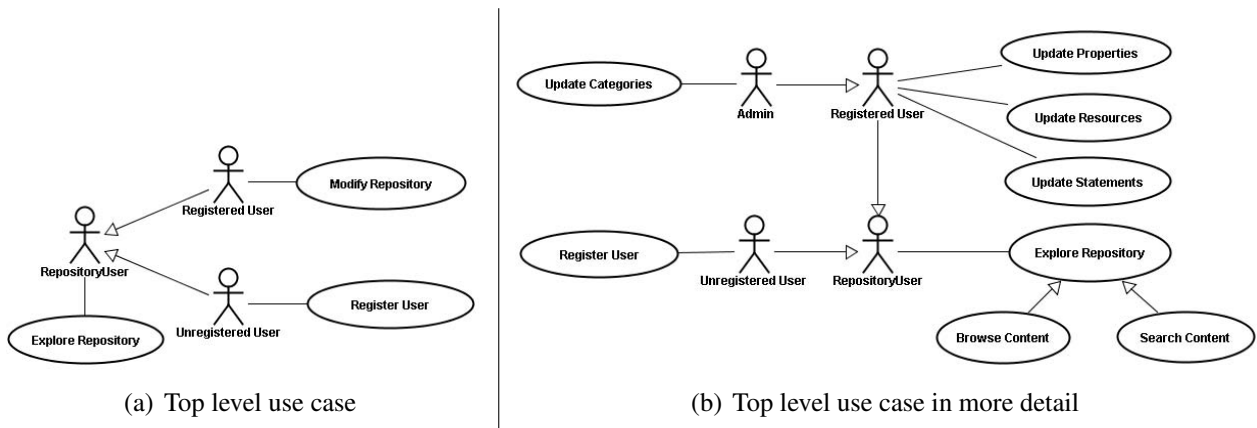 Modify Repository
Registered User
RepositoryUser
Explore Repository
Unregistered User
Register User
(a) Top level use case
Update Categories
Admin
Registered User
Update Properties
Update Resources
Update Statements
Register User
Unregistered User
RepositoryUser
Explore Repository
Browse Content
Search Content
(b) Top level use case in more detail